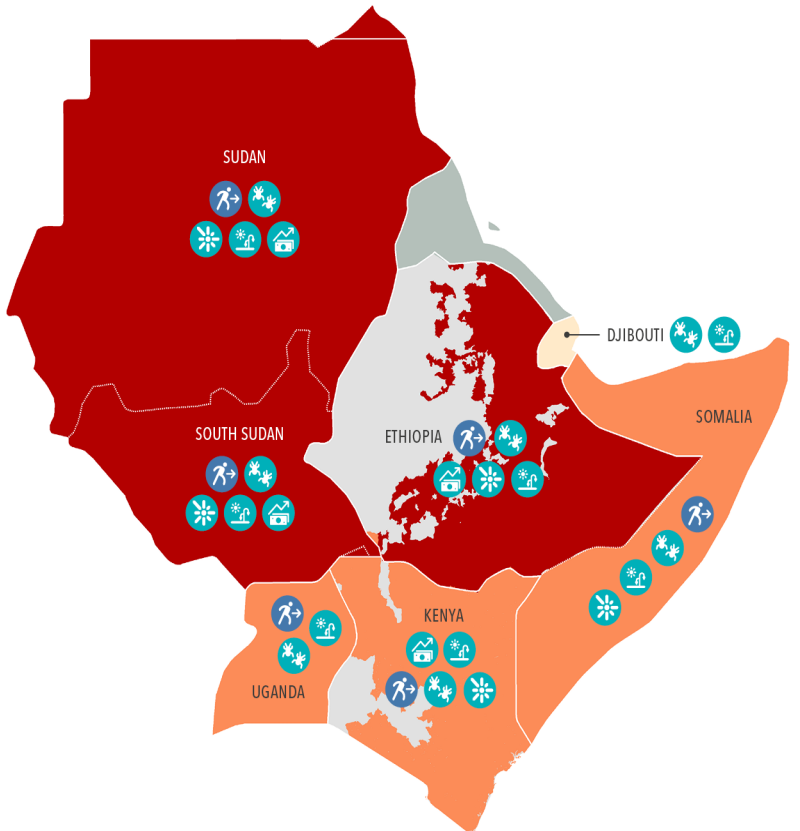 SUDAN
DJIBOUTI
SOMALIA
SOUTH SUDAN
ETHIOPIA
KENYA
UGANDA